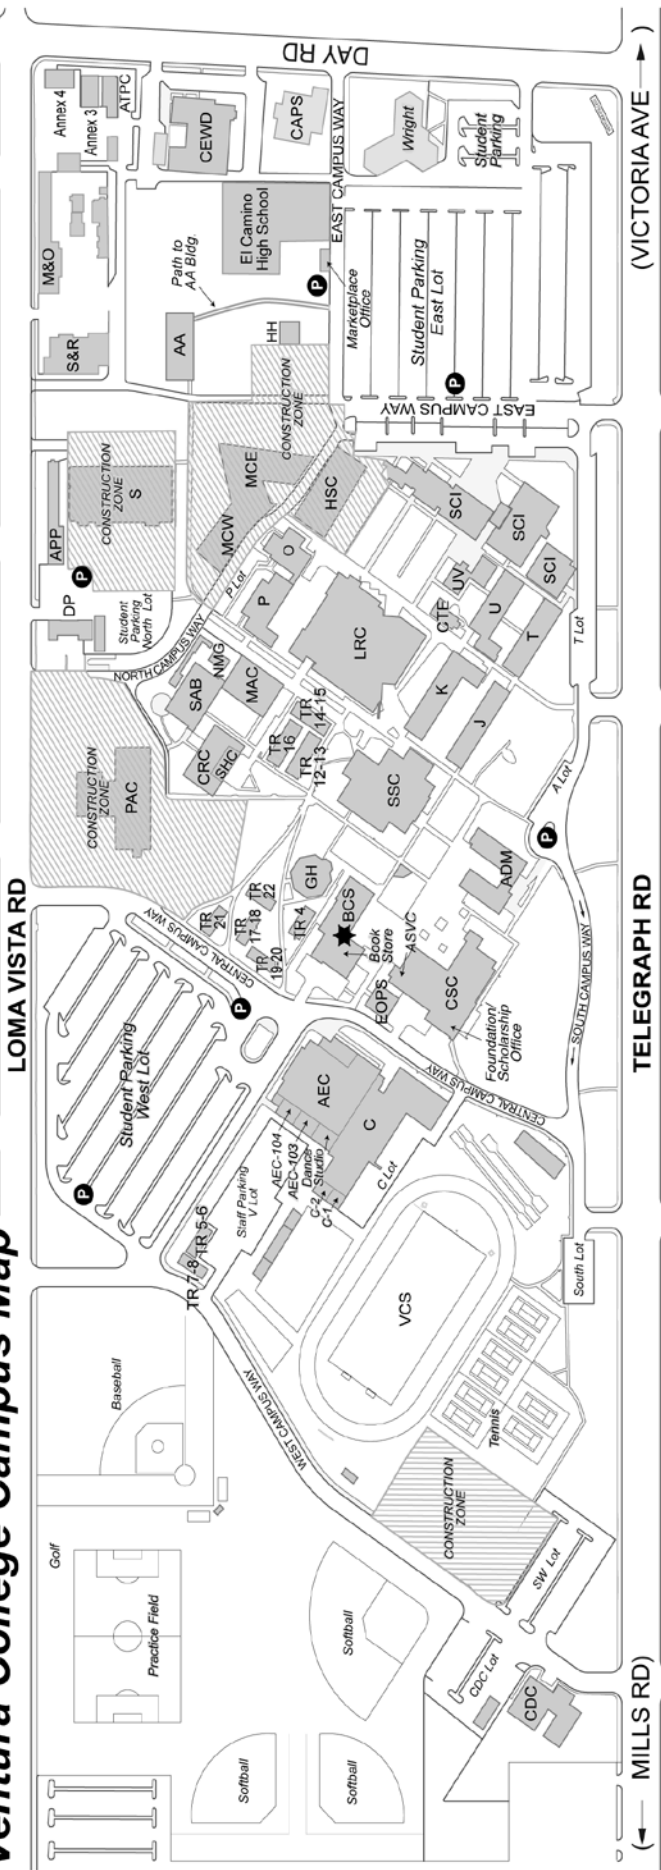 Ventura College Campus Map
LOMA VISTA RD
DAY RD
TELEGRAPH RD
(VICTORIA AVE → )
(← MILLS RD)
Annex 4
Annex 3
ATPC
CEWD
CAPS
Wright
Student
Parking
M&O
El Camino
High School
EAST CAMPUS WAY
Path to
AA Bldg.
P
Marketplace
Office
Student Parking
East Lot
S&R
AA
HH
P
EAST CAMPUS WAY
CONSTRUCTION
ZONE
APP
CONSTRUCTION
ZONE
S
MCE
MCW
HSC
SCI
SCI
SCI
P
DP
Student
Parking
North Lot
P Lot
O
P
UV
CTE
U
T
T Lot
NORTH CAMPUS WAY
NMG
SAB
MAC
LRC
K
J
CRC
SHC
TR
14-15
TR
16
TR
12-13
SSC
CONSTRUCTION
ZONE
PAC
A Lot
P
ADM
GH
TR
21
TR
17-18
TR
22
TR
19-20
TR 4
BCS
Book
Store
ASVC
EOPS
CSC
Foundation/
Scholarship
Office
CENTRAL CAMPUS WAY
SOUTH CAMPUS WAY
P
Student Parking
West Lot
P
AEC
C
AEC-104
AEC-103
Dance
Studio
C-2
C-1
C Lot
CENTRAL CAMPUS WAY
Staff Parking
V Lot
TR 5-6
TR 7-8
VCS
South Lot
Baseball
WEST CAMPUS WAY
Tennis
CONSTRUCTION
ZONE
Golf
Practice Field
Softball
SW Lot
CDC Lot
CDC
Softball
Softball